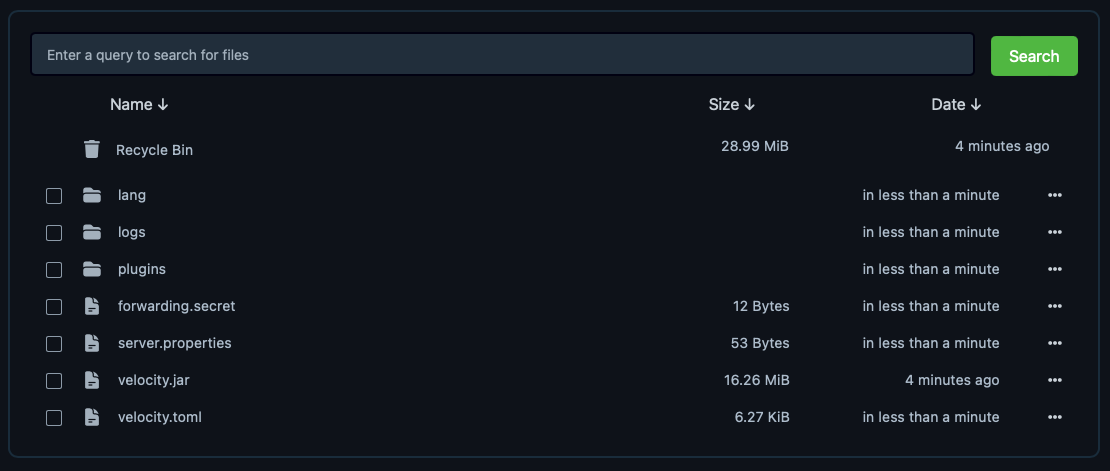 Enter a query to search for files
Search
Name ↓ Size ↓ Date ↓
Recycle Bin 28.99 MiB 4 minutes ago
lang in less than a minute •••
logs in less than a minute •••
plugins in less than a minute •••
forwarding.secret 12 Bytes in less than a minute •••
server.properties 53 Bytes in less than a minute •••
velocity.jar 16.26 MiB 4 minutes ago •••
velocity.toml 6.27 KiB in less than a minute •••